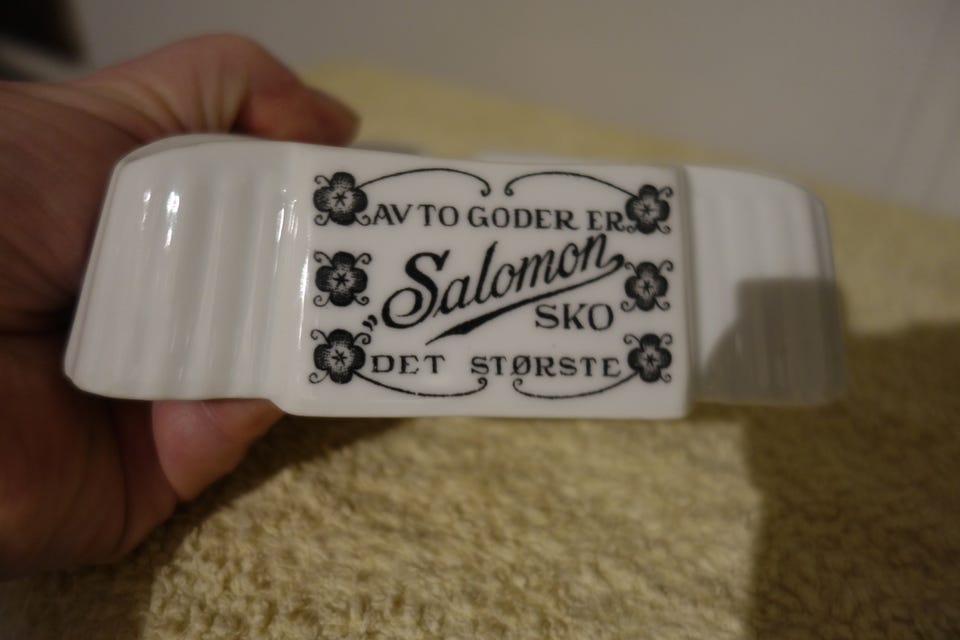 AV TO GODER ER
„Salomon
SKO
DET STØRSTE